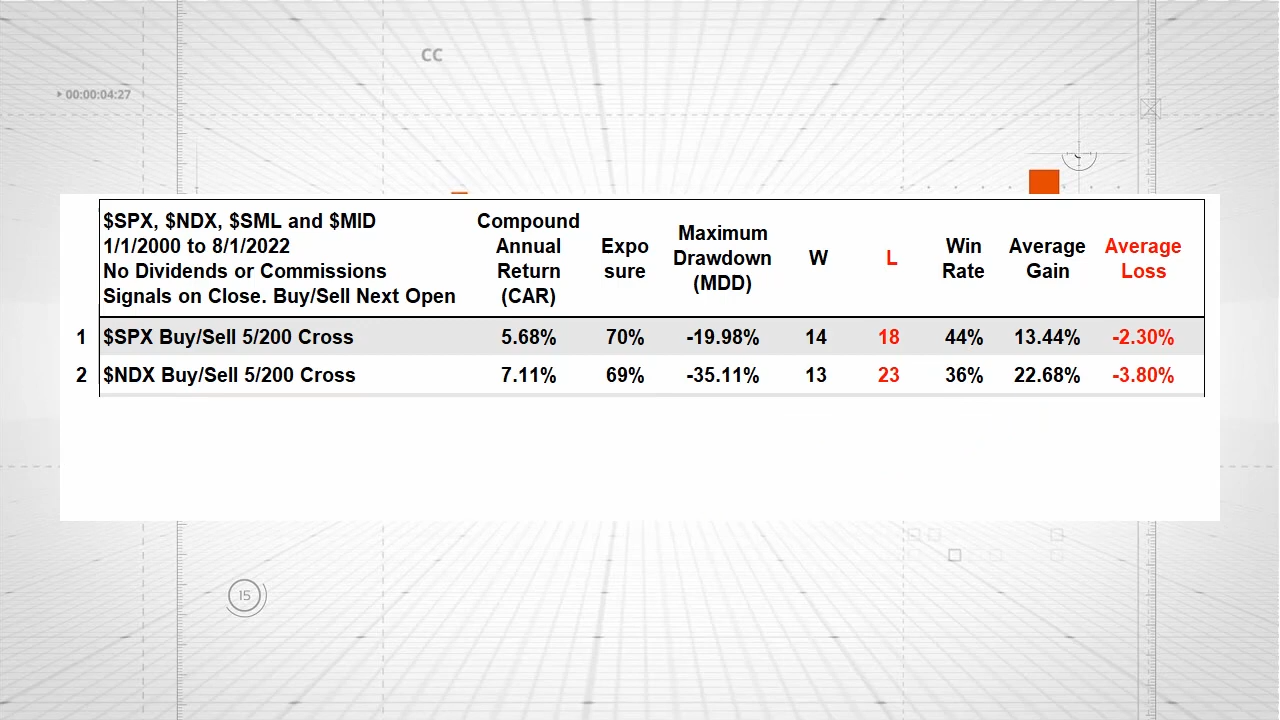 CC
00:00:04:27
$SPX, $NDX, $SML and $MID
1/1/2000 to 8/1/2022
No Dividends or Commissions
Signals on Close. Buy/Sell Next Open
Compound
Annual
Return
(CAR)
Expo
sure
Maximum
Drawdown
(MDD)
W
L
Win
Rate
Average
Gain
Average
Loss
1 $SPX Buy/Sell 5/200 Cross 5.68% 70% -19.98% 14 18 44% 13.44% -2.30%
2 $NDX Buy/Sell 5/200 Cross 7.11% 69% -35.11% 13 23 36% 22.68% -3.80%
15